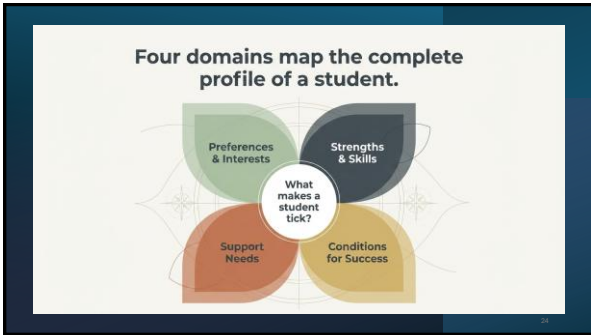 Four domains map the complete
profile of a student.
Preferences
& Interests
Strengths
& Skills
What
makes a
student
tick?
Support
Needs
Conditions
for Success
24